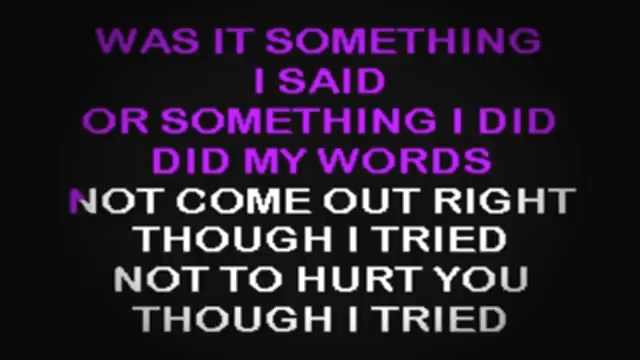 WAS IT SOMETHING
I SAID
OR SOMETHING I DID
DID MY WORDS
NOT COME OUT RIGHT
THOUGH I TRIED
NOT TO HURT YOU
THOUGH I TRIED